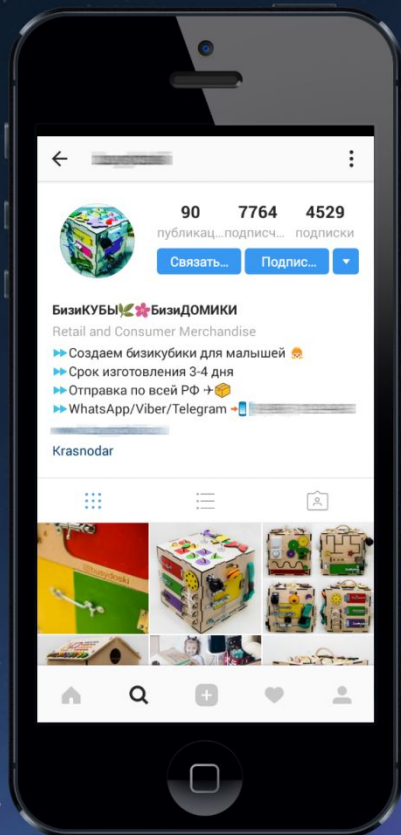 90 7764 4529
публикац... подписч... подписки
Связать... Подпис...
БизиКУБЫ🌿🌸БизиДОМИКИ
Retail and Consumer Merchandise
⏩Создаем бизикубики для малышей 👶
⏩Срок изготовления 3-4 дня
⏩Отправка по всей РФ ✈📦
⏩WhatsApp/Viber/Telegram ➡📱
Krasnodar
@busydoski